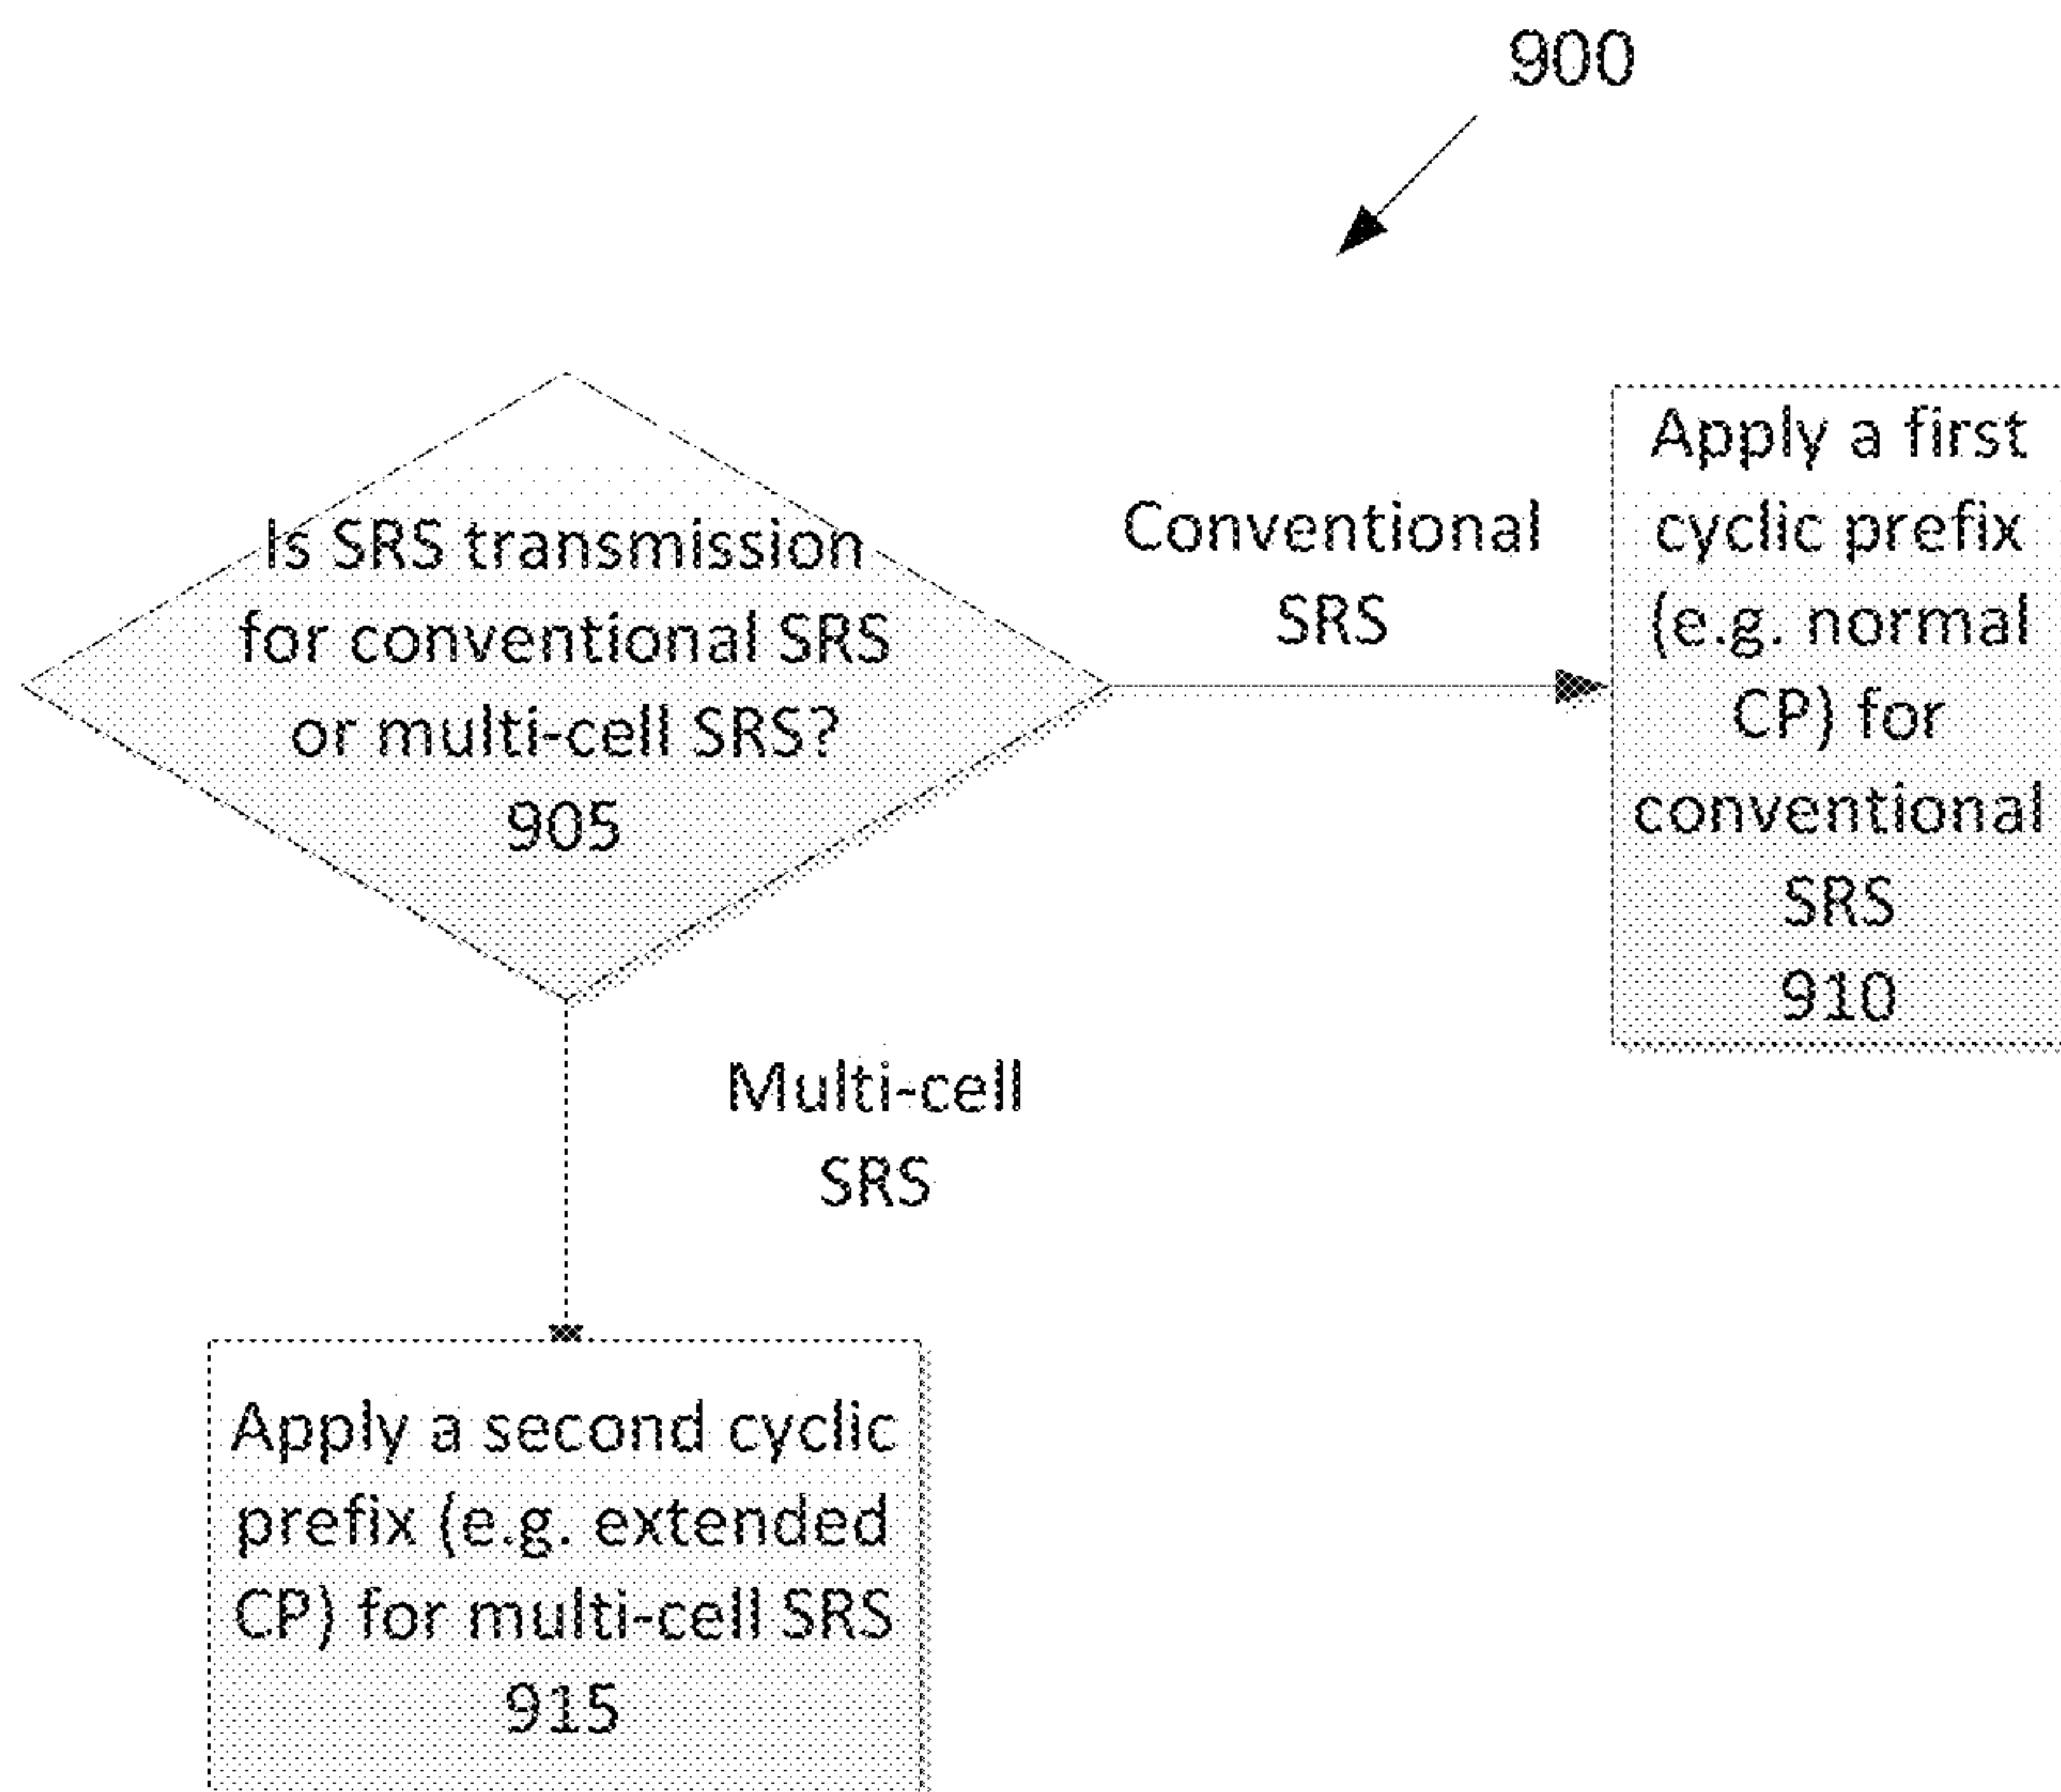 900
Is SRS transmission
for conventional SRS
or multi-cell SRS?
905
Conventional
SRS
Apply a first
cyclic prefix
(e.g. normal
CP) for
conventional
SRS
910
Multi-cell
SRS
Apply a second cyclic
prefix (e.g. extended
CP) for multi-cell SRS
915